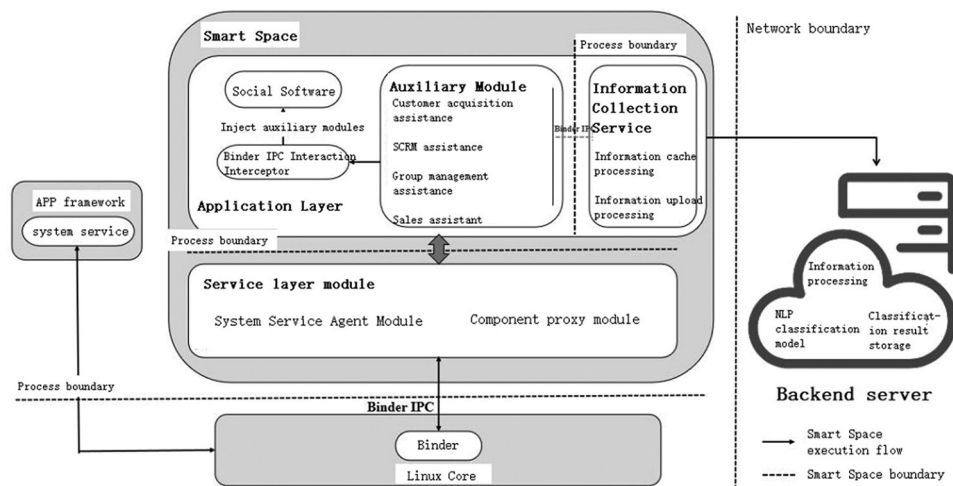 Smart Space
Process boundary
Network boundary
Social Software
Inject auxiliary modules
Binder IPC Interaction
Interceptor
Application Layer
Auxiliary Module
Customer acquisition
assistance
SCRM assistance
Group management
assistance
Sales assistant
Binder IPC
Information
Collection
Service
Information cache
processing
Information upload
processing
APP framework
system service
Process boundary
Service layer module
System Service Agent Module
Component proxy module
Information
processing
NLP
classification
model
Classificat-
ion result
storage
Backend server
Process boundary
Binder IPC
Binder
Linux Core
Smart Space
execution flow
Smart Space boundary